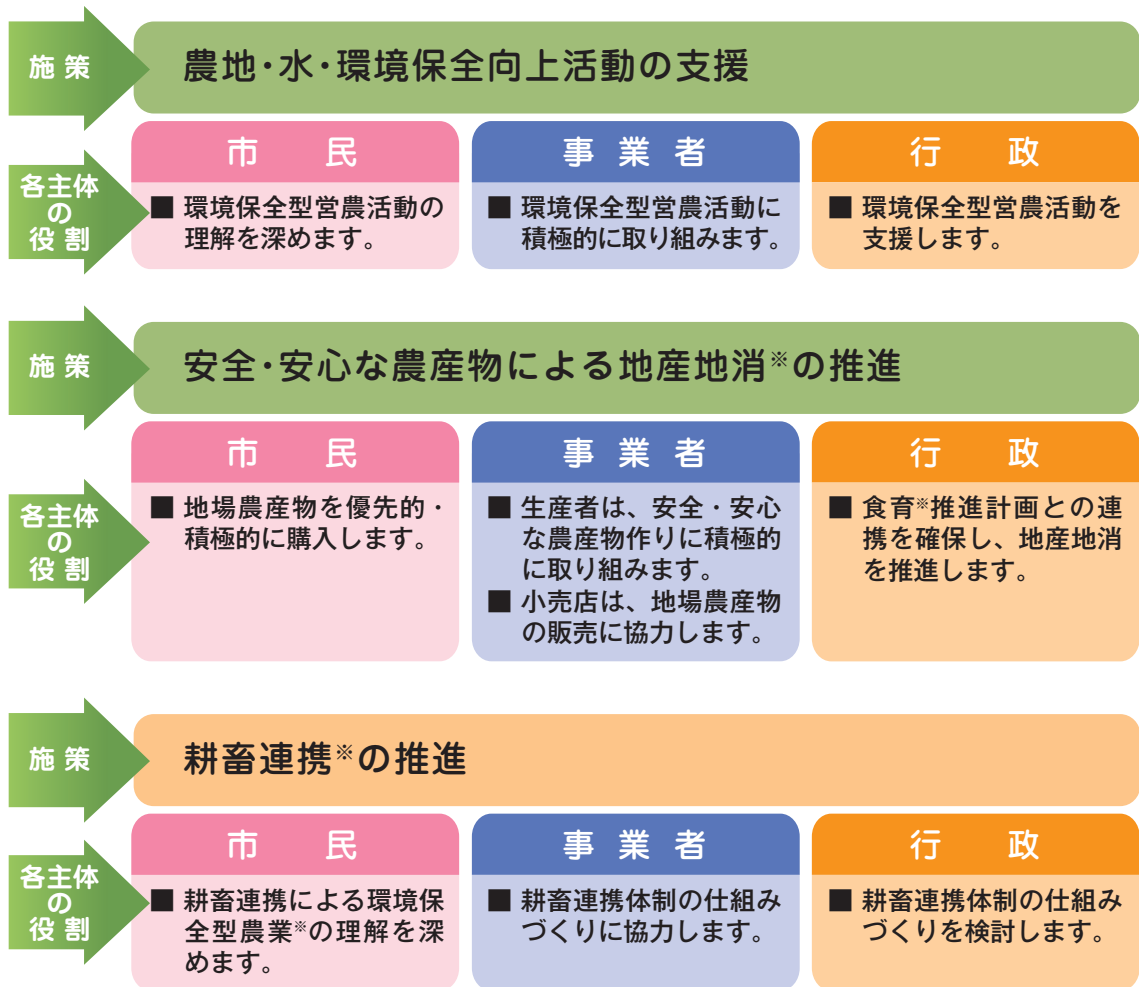 施策
農地・水・環境保全向上活動の支援
各主体
の
役割
市民
■ 環境保全型営農活動の
理解を深めます。
事業者
■ 環境保全型営農活動に
積極的に取り組みます。
行政
■ 環境保全型営農活動を
支援します。
施策
安全・安心な農産物による地産地消※の推進
各主体
の
役割
市民
■ 地場農産物を優先的・
積極的に購入します。
事業者
■ 生産者は、安全・安心
な農産物作りに積極的
に取り組みます。
■ 小売店は、地場農産物
の販売に協力します。
行政
■ 食育※推進計画との連
携を確保し、地産地消
を推進します。
施策
耕畜連携※の推進
各主体
の
役割
市民
■ 耕畜連携による環境保
全型農業※の理解を深
めます。
事業者
■ 耕畜連携体制の仕組み
づくりに協力します。
行政
■ 耕畜連携体制の仕組み
づくりを検討します。